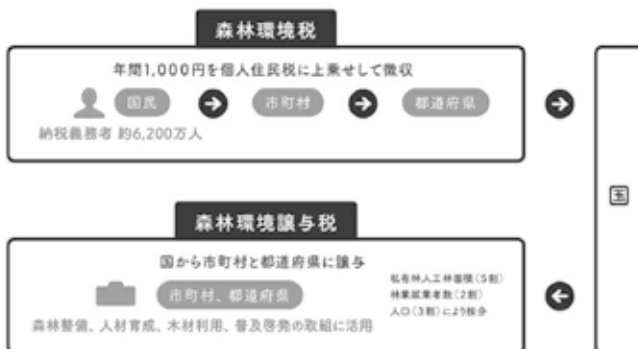 森林環境税
年間1,000円を個人住民税に上乗せして徴収
国民
市町村
都道府県
納税義務者 約6,200万人
国
森林環境譲与税
国から市町村と都道府県に譲与
市町村、都道府県
私有林人工林面積(5割)
林業就業者数(2割)
人口(3割)により按分
森林整備、人材育成、木材利用、普及啓発の取組に活用